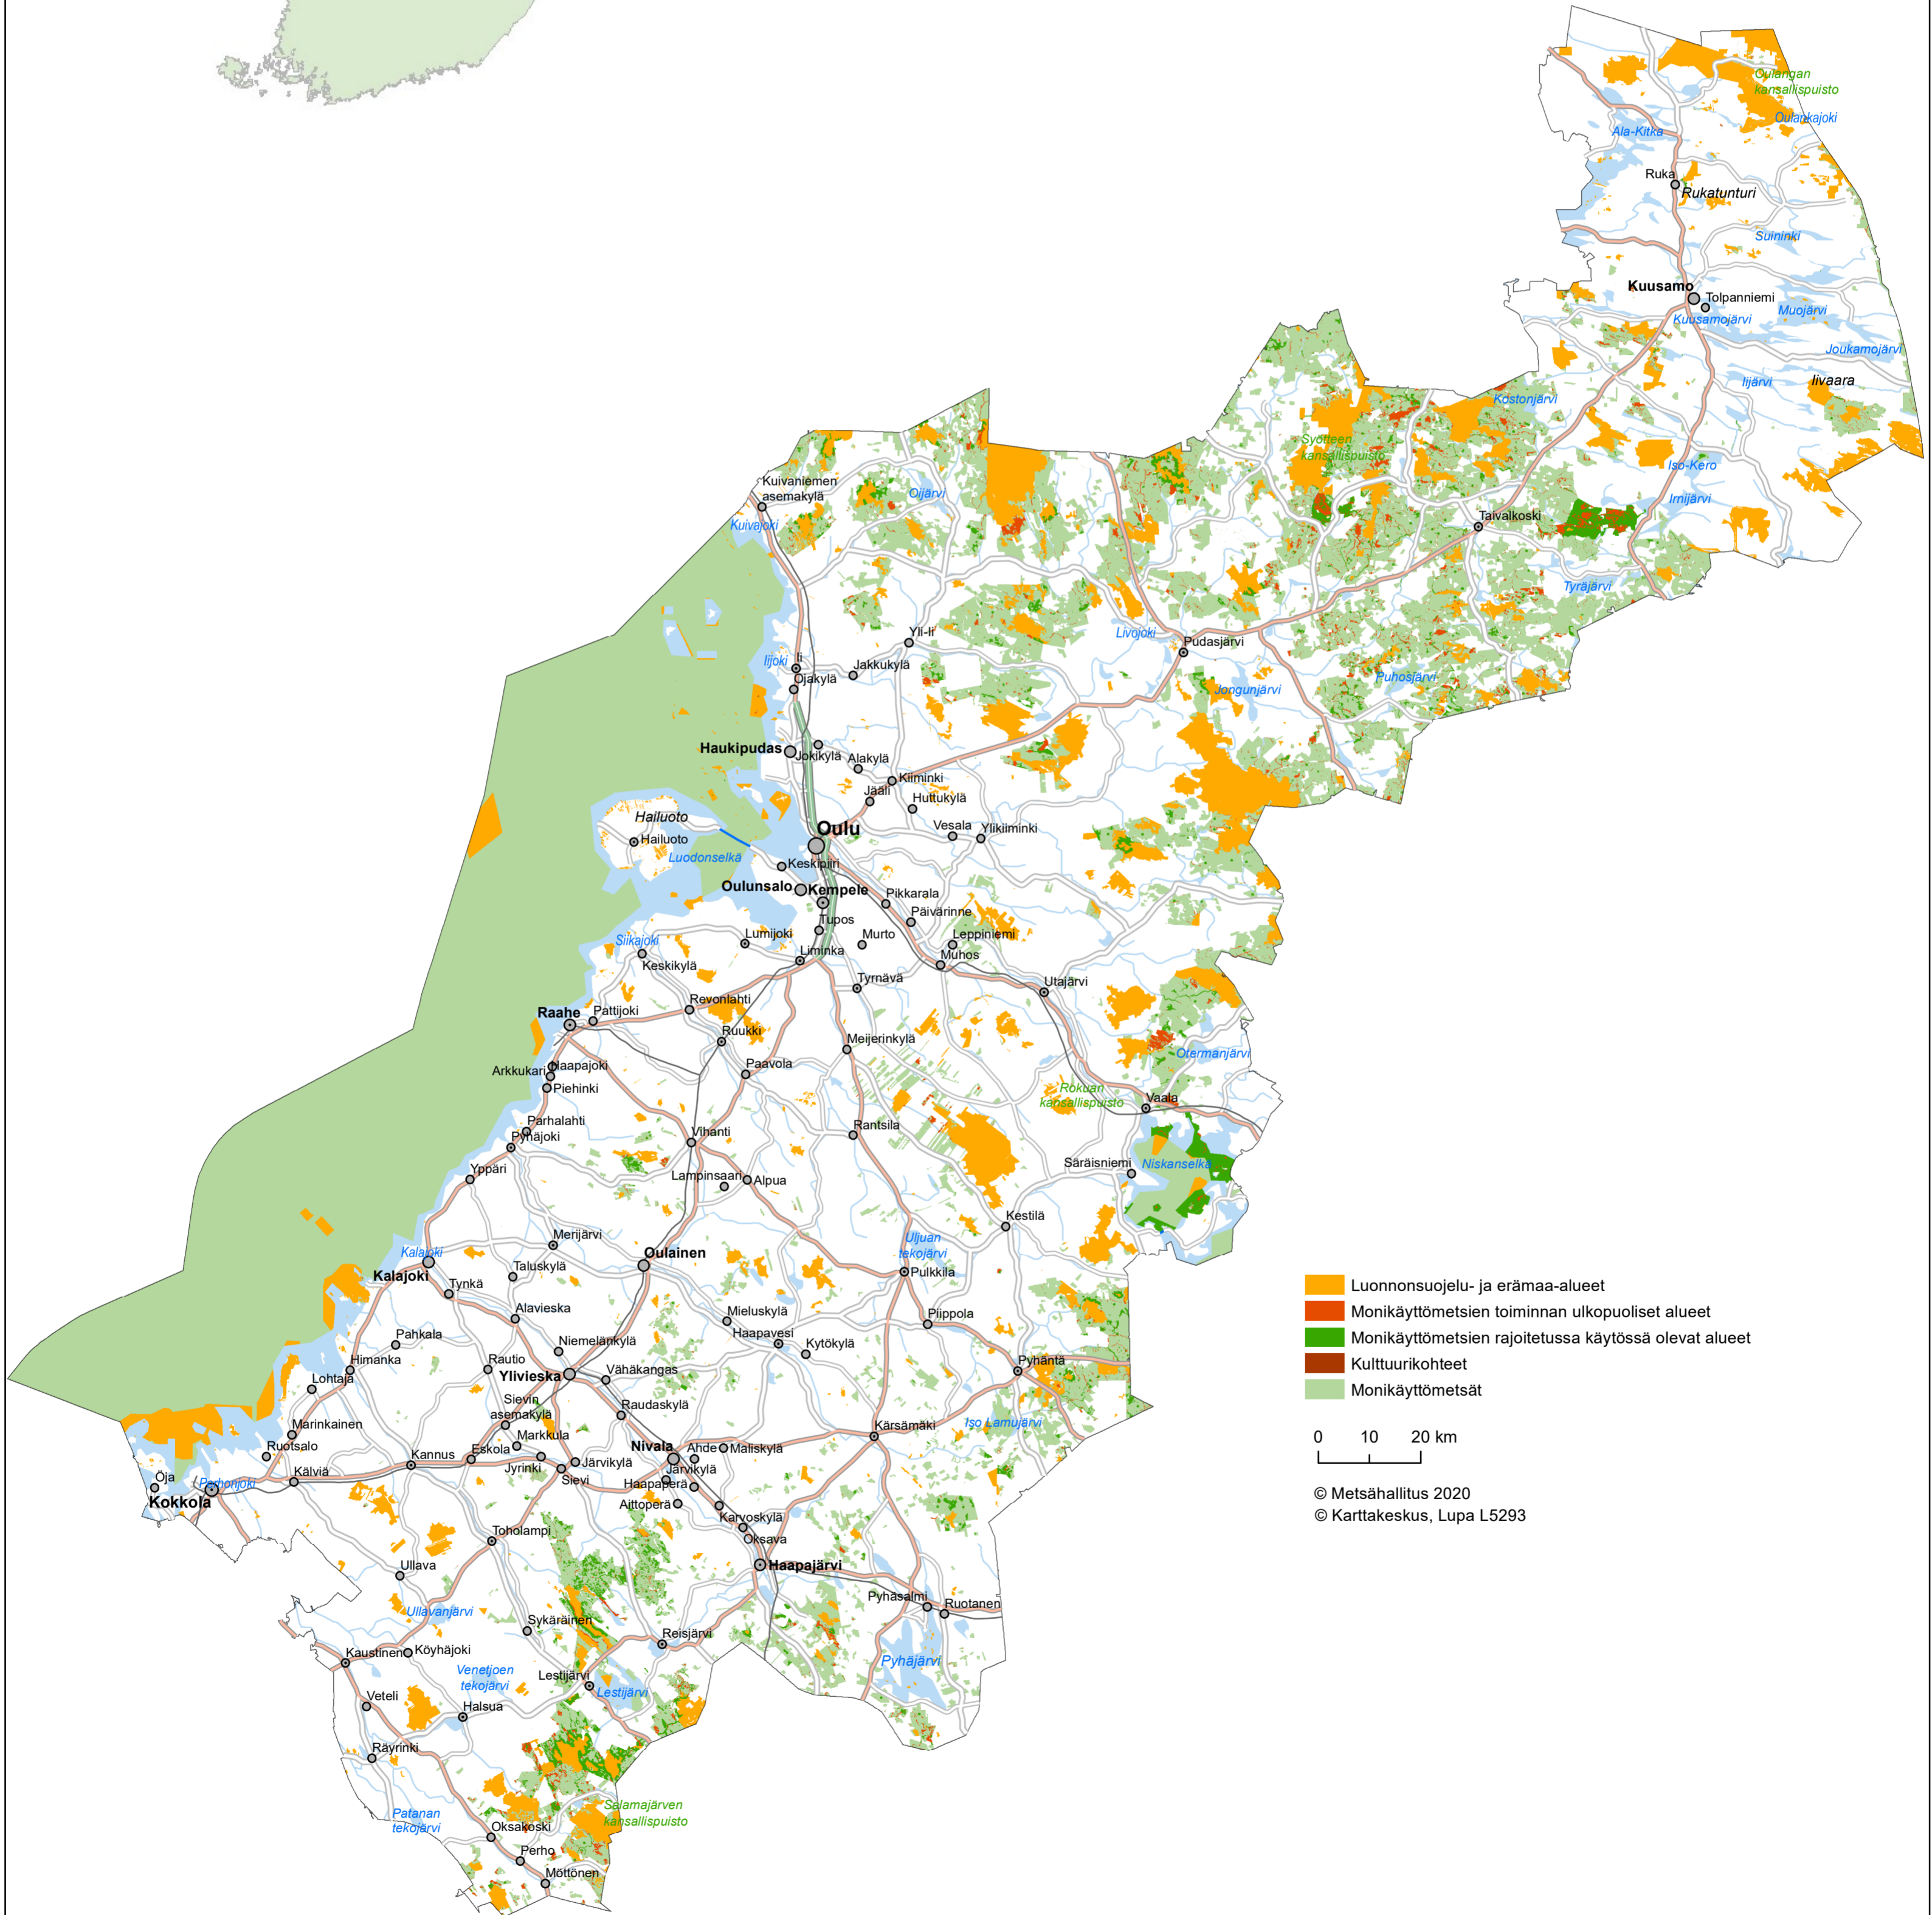 Oulangan
kansallispuisto
Oulankajoki
Ala-Kitka
Ruka
Rukatunturi
Suininki
Kuusamo
Tolpanniemi
Muojärvi
Kuusamojärvi
Joukamojärvi
Iijärvi
Iivaara
Kostonjärvi
Syötteen
kansallispuisto
Iso-Kero
Irnijärvi
Kuivaniemen
asemakylä
Oijärvi
Kuivajoki
Taivalkoski
Tyräjärvi
Livojoki
Yli-Ii
Pudasjärvi
Iijoki
Ii
Jakkukylä
Ojakylä
Puhosjärvi
Jongunjärvi
Haukipudas
Jokikylä
Alakylä
Kiiminki
Jääli
Huttukylä
Hailuoto
Oulu
Vesala
Ylikiiminki
Hailuoto
Luodonselkä
Keskipiiri
Oulunsalo
Kempele
Pikkarala
Päivärinne
Tupos
Lumijoki
Murto
Leppiniemi
Siikajoki
Liminka
Muhos
Keskikylä
Tyrnävä
Utajärvi
Revonlahti
Raahe
Pattijoki
Ruukki
Meijerinkylä
Otermanjärvi
Haapajoki
Arkkukari
Paavola
Piehinki
Rokuan
kansallispuisto
Vaala
Parhalahti
Rantsila
Pyhäjoki
Vihanti
Yppäri
Säräisniemi
Niskanselkä
Lampinsaari
Alpua
Kestilä
Merijärvi
Uljuan
tekojärvi
Kalajoki
Oulainen
Kalajoki
Taluskylä
Pulkkila
Tynkä
Luonnonsuojelu- ja erämaa-alueet
Monikäyttömetsien toiminnan ulkopuoliset alueet
Monikäyttömetsien rajoitetussa käytössä olevat alueet
Kulttuurikohteet
Monikäyttömetsät
0 10 20 km
© Metsähallitus 2020
© Karttakeskus, Lupa L5293
Alavieska
Mieluskylä
Piippola
Pahkala
Niemelänkylä
Haapavesi
Kytökylä
Himanka
Rautio
Ylivieska
Vähäkangas
Pyhäntä
Lohtaja
Sievin
asemakylä
Raudaskylä
Marinkainen
Markkula
Kärsämäki
Iso Lamujärvi
Ruotsalo
Kannus
Eskola
Nivala
Ahde
Maliskylä
Jyrinki
Järvikylä
Järvikylä
Kälviä
Sievi
Haapaperä
Öja
Perhonjoki
Kokkola
Aittoperä
Karvoskylä
Toholampi
Oksava
Haapajärvi
Ullava
Pyhäsalmi
Ruotanen
Ullavanjärvi
Sykäräinen
Reisjärvi
Kaustinen
Köyhäjoki
Pyhäjärvi
Venetjoen
tekojärvi
Lestijärvi
Lestijärvi
Veteli
Halsua
Räyrinki
Patanan
tekojärvi
Salamajärven
kansallispuisto
Oksakoski
Perho
Möttönen